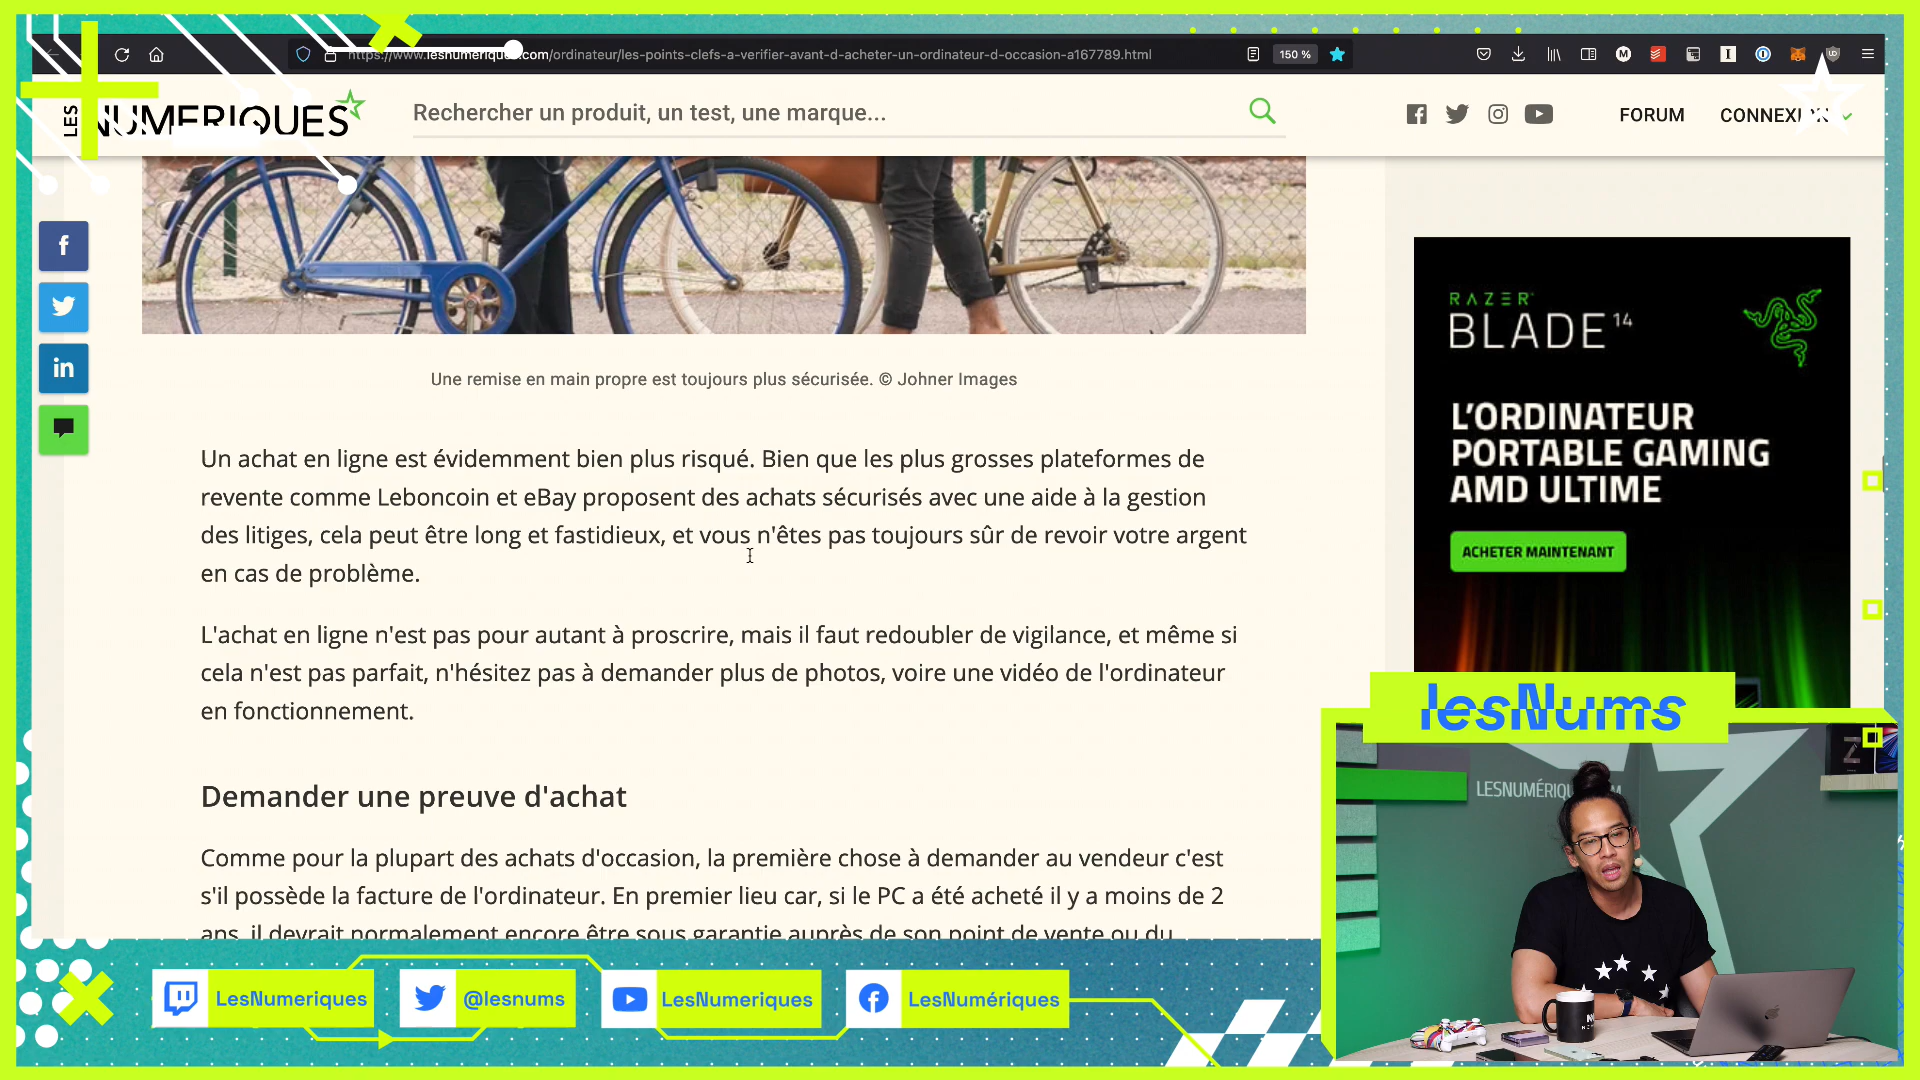 https://www.lesnumeriques.com/ordinateur/les-points-clefs-a-verifier-avant-d-acheter-un-ordinateur-d-occasion-a167789.html
150 %
LES NUMERIQUES
Rechercher un produit, un test, une marque...
FORUM
CONNEXION
Une remise en main propre est toujours plus sécurisée. © Johner Images
Un achat en ligne est évidemment bien plus risqué. Bien que les plus grosses plateformes de
revente comme Leboncoin et eBay proposent des achats sécurisés avec une aide à la gestion
des litiges, cela peut être long et fastidieux, et vous n'êtes pas toujours sûr de revoir votre argent
en cas de problème.
L'achat en ligne n'est pas pour autant à proscrire, mais il faut redoubler de vigilance, et même si
cela n'est pas parfait, n'hésitez pas à demander plus de photos, voire une vidéo de l'ordinateur
en fonctionnement.
Demander une preuve d'achat
Comme pour la plupart des achats d'occasion, la première chose à demander au vendeur c'est
s'il possède la facture de l'ordinateur. En premier lieu car, si le PC a été acheté il y a moins de 2
ans, il devrait normalement encore être sous garantie auprès de son point de vente ou du
RAZER
BLADE 14
L'ORDINATEUR
PORTABLE GAMING
AMD ULTIME
ACHETER MAINTENANT
lesNums
LesNumeriques
@lesnums
LesNumeriques
LesNumériques